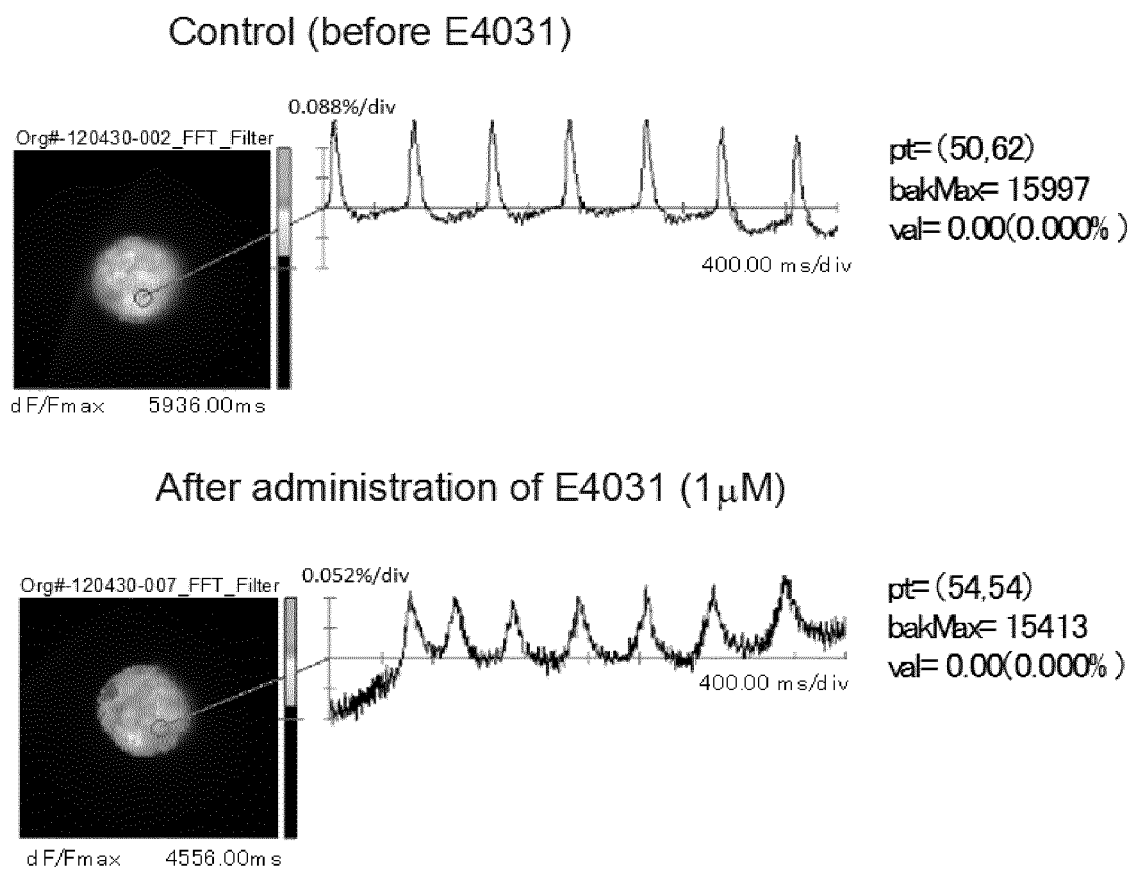 Control (before E4031)
0.088%/div
Org#-120430-002_FFT_Filter
pt= (50,62)
bakMax= 15997
val= 0.00(0.000% )
400.00 ms/div
dF/Fmax 5936.00ms
After administration of E4031 (1μM)
0.052%/div
Org#-120430-007_FFT_Filter
pt= (54,54)
bakMax= 15413
val= 0.00(0.000% )
400.00 ms/div
dF/Fmax 4556.00ms